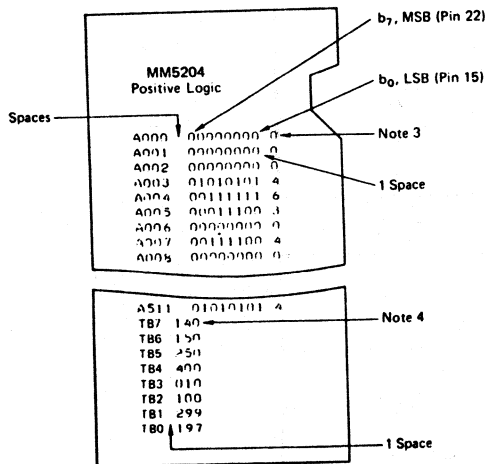 b7, MSB (Pin 22)
MM5204
Positive Logic
b0, LSB (Pin 15)
Spaces
A000 00000000 0
Note 3
A001 00000000 0
A002 00000000 0
1 Space
A003 01010101 4
A004 00111111 6
A005 00011100 3
A006 00000000 0
A007 00111100 4
A008 00000000 0
A511 01010101 4
TB7 140
Note 4
TB6 150
TB5 250
TB4 400
TB3 010
TB2 100
TB1 299
TB0 197
1 Space